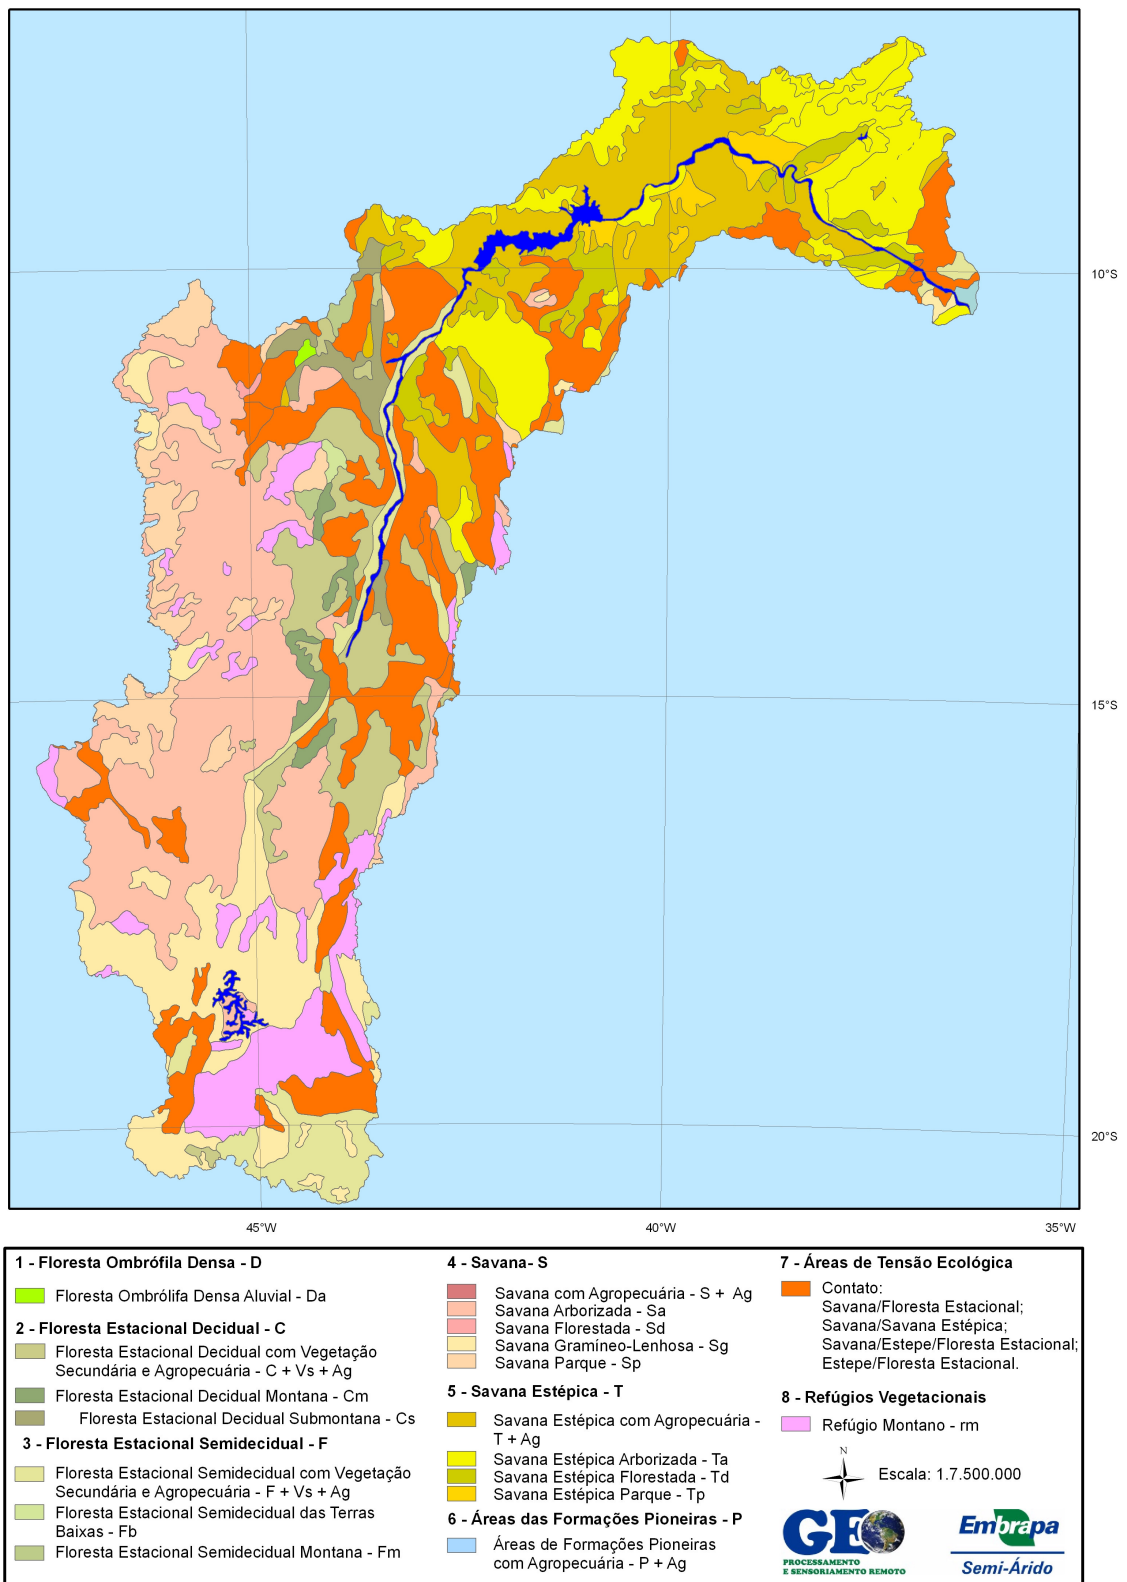 10°S
15°S
20°S
45°W
40°W
35°W
1 - Floresta Ombrófila Densa - D
Floresta Ombrólifa Densa Aluvial - Da
2 - Floresta Estacional Decidual - C
Floresta Estacional Decidual com Vegetação
Secundária e Agropecuária - C + Vs + Ag
Floresta Estacional Decidual Montana - Cm
Floresta Estacional Decidual Submontana - Cs
3 - Floresta Estacional Semidecidual - F
Floresta Estacional Semidecidual com Vegetação
Secundária e Agropecuária - F + Vs + Ag
Floresta Estacional Semidecidual das Terras
Baixas - Fb
Floresta Estacional Semidecidual Montana - Fm
4 - Savana- S
Savana com Agropecuária - S + Ag
Savana Arborizada - Sa
Savana Florestada - Sd
Savana Gramíneo-Lenhosa - Sg
Savana Parque - Sp
5 - Savana Estépica - T
Savana Estépica com Agropecuária -
T + Ag
Savana Estépica Arborizada - Ta
Savana Estépica Florestada - Td
Savana Estépica Parque - Tp
6 - Áreas das Formações Pioneiras - P
Áreas de Formações Pioneiras
com Agropecuária - P + Ag
7 - Áreas de Tensão Ecológica
Contato:
Savana/Floresta Estacional;
Savana/Savana Estépica;
Savana/Estepe/Floresta Estacional;
Estepe/Floresta Estacional.
8 - Refúgios Vegetacionais
Refúgio Montano - rm
N
Escala: 1.7.500.000
GEO
PROCESSAMENTO
E SENSORIAMENTO REMOTO
Embrapa
Semi-Árido